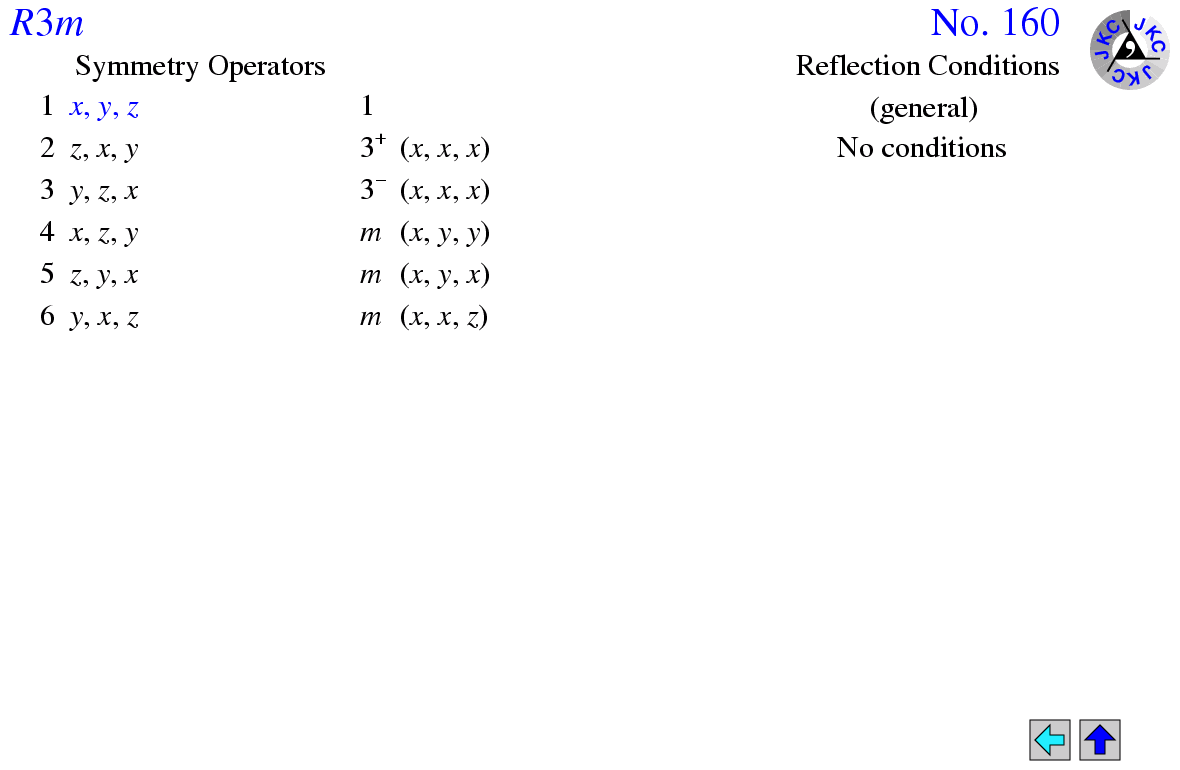 R3m No. 160
Symmetry Operators Reflection Conditions
1 x, y, z 1 (general)
2 z, x, y 3⁺ (x, x, x) No conditions
3 y, z, x 3⁻ (x, x, x)
4 x, z, y m (x, y, y)
5 z, y, x m (x, y, x)
6 y, x, z m (x, x, z)
JKC JKC JKC